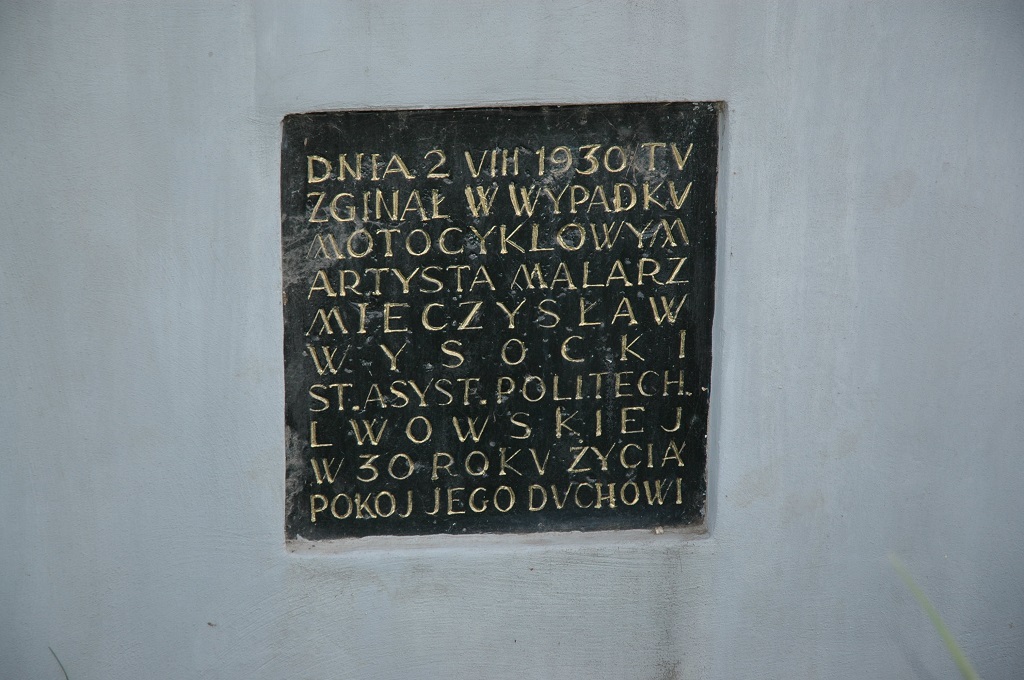 DNIA 2 VIII 1930 TV
ZGINAŁ W WYPADKV
MOTOCYKLOWYM
ARTYSTA MALARZ
MIECZYSŁAW
WYSOCKI
ST. ASYST. POLITECH.
LWOWSKIEJ
W 30 ROKV ŻYCIA
POKOJ JEGO DVCHOWI